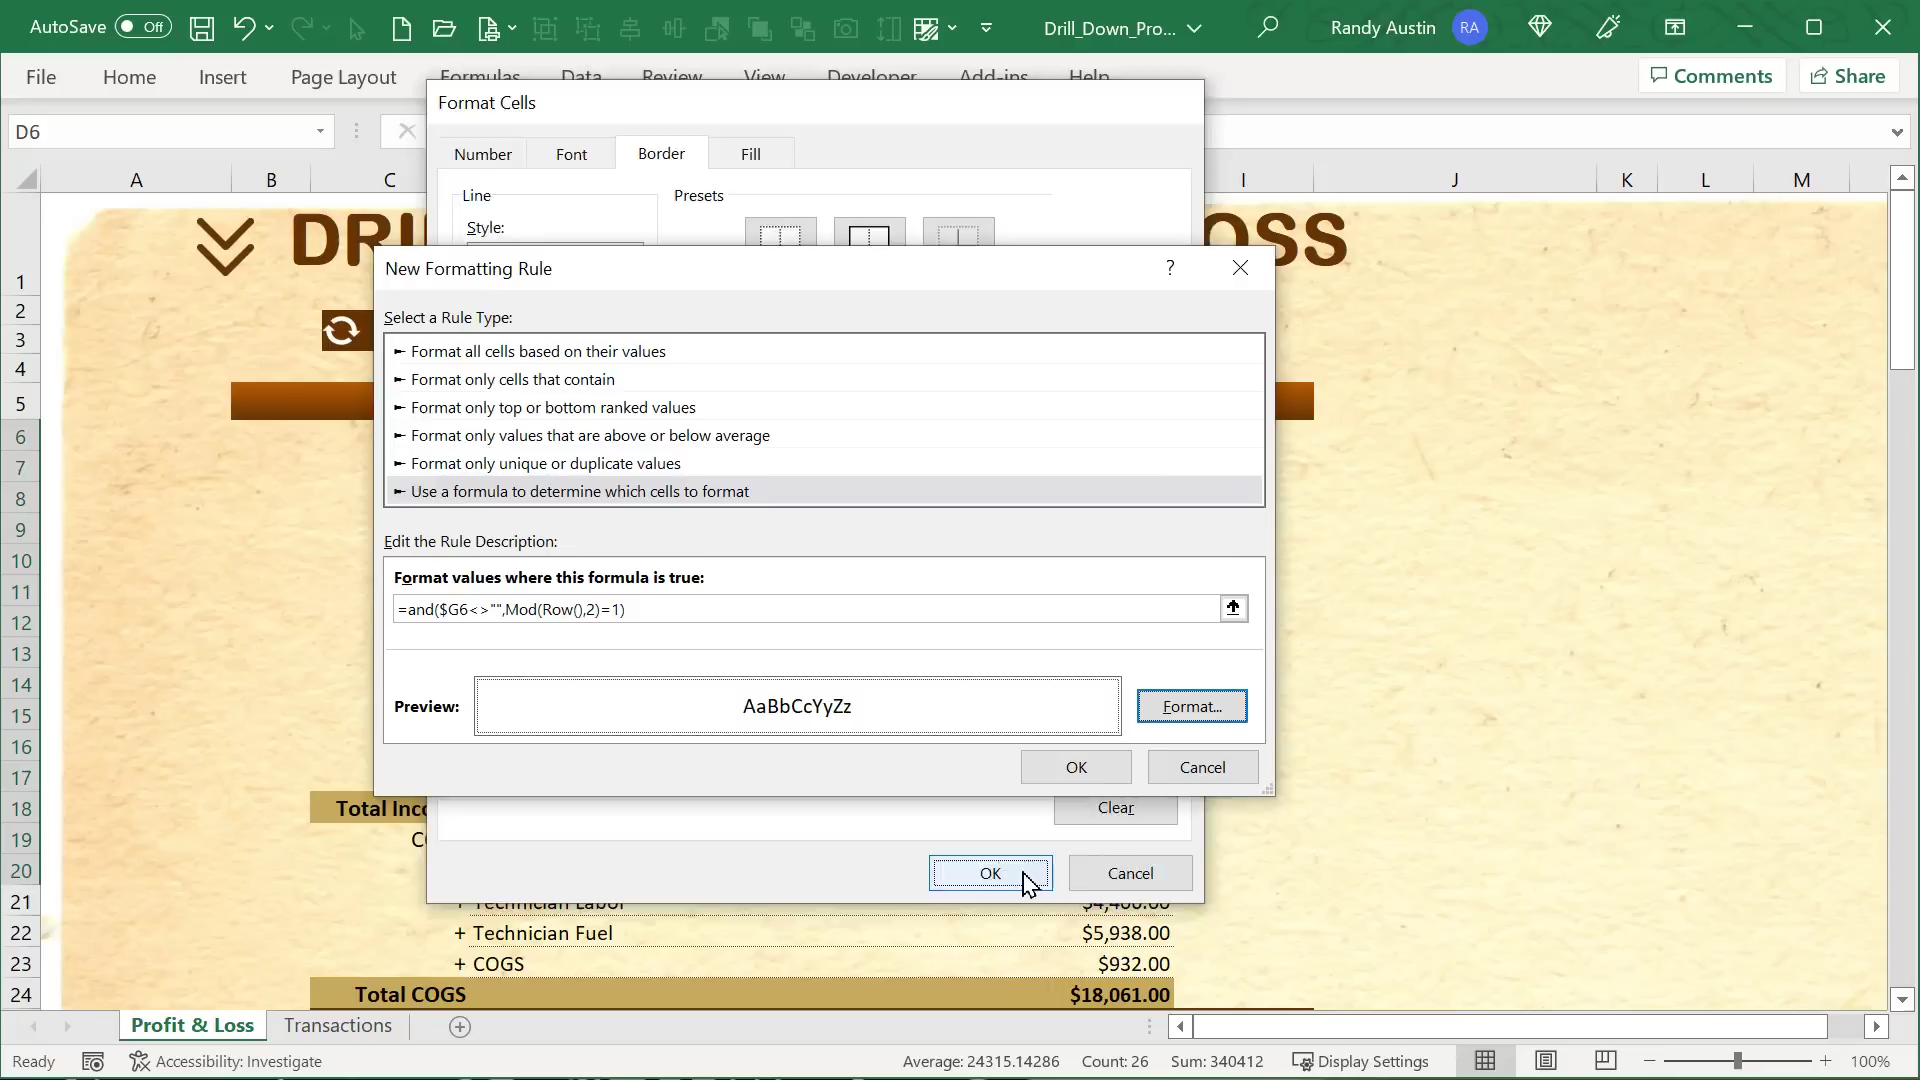 AutoSave Off
Drill_Down_Pro...
Randy Austin RA
File Home Insert Page Layout Formulas Data Review View Developer Add-ins Help Comments Share
D6
Format Cells
Number Font Border Fill
A B C I J K L M
Line
Presets
Style:
DRI
OSS
New Formatting Rule
?
Select a Rule Type:
Format all cells based on their values
Format only cells that contain
Format only top or bottom ranked values
Format only values that are above or below average
Format only unique or duplicate values
Use a formula to determine which cells to format
Edit the Rule Description:
Format values where this formula is true:
=and($G6<>"",Mod(Row(),2)=1)
Preview:
AaBbCcYyZz
Format...
OK Cancel
1
2
3
4
5
6
7
8
9
10
11
12
13
14
15
16
17
18 Total Inc
Clear
19
20
OK Cancel
21 + Technician Labor
22 + Technician Fuel $5,938.00
23 + COGS $932.00
24 Total COGS $18,061.00
Profit & Loss Transactions
Ready Accessibility: Investigate Average: 24315.14286 Count: 26 Sum: 340412 Display Settings 100%